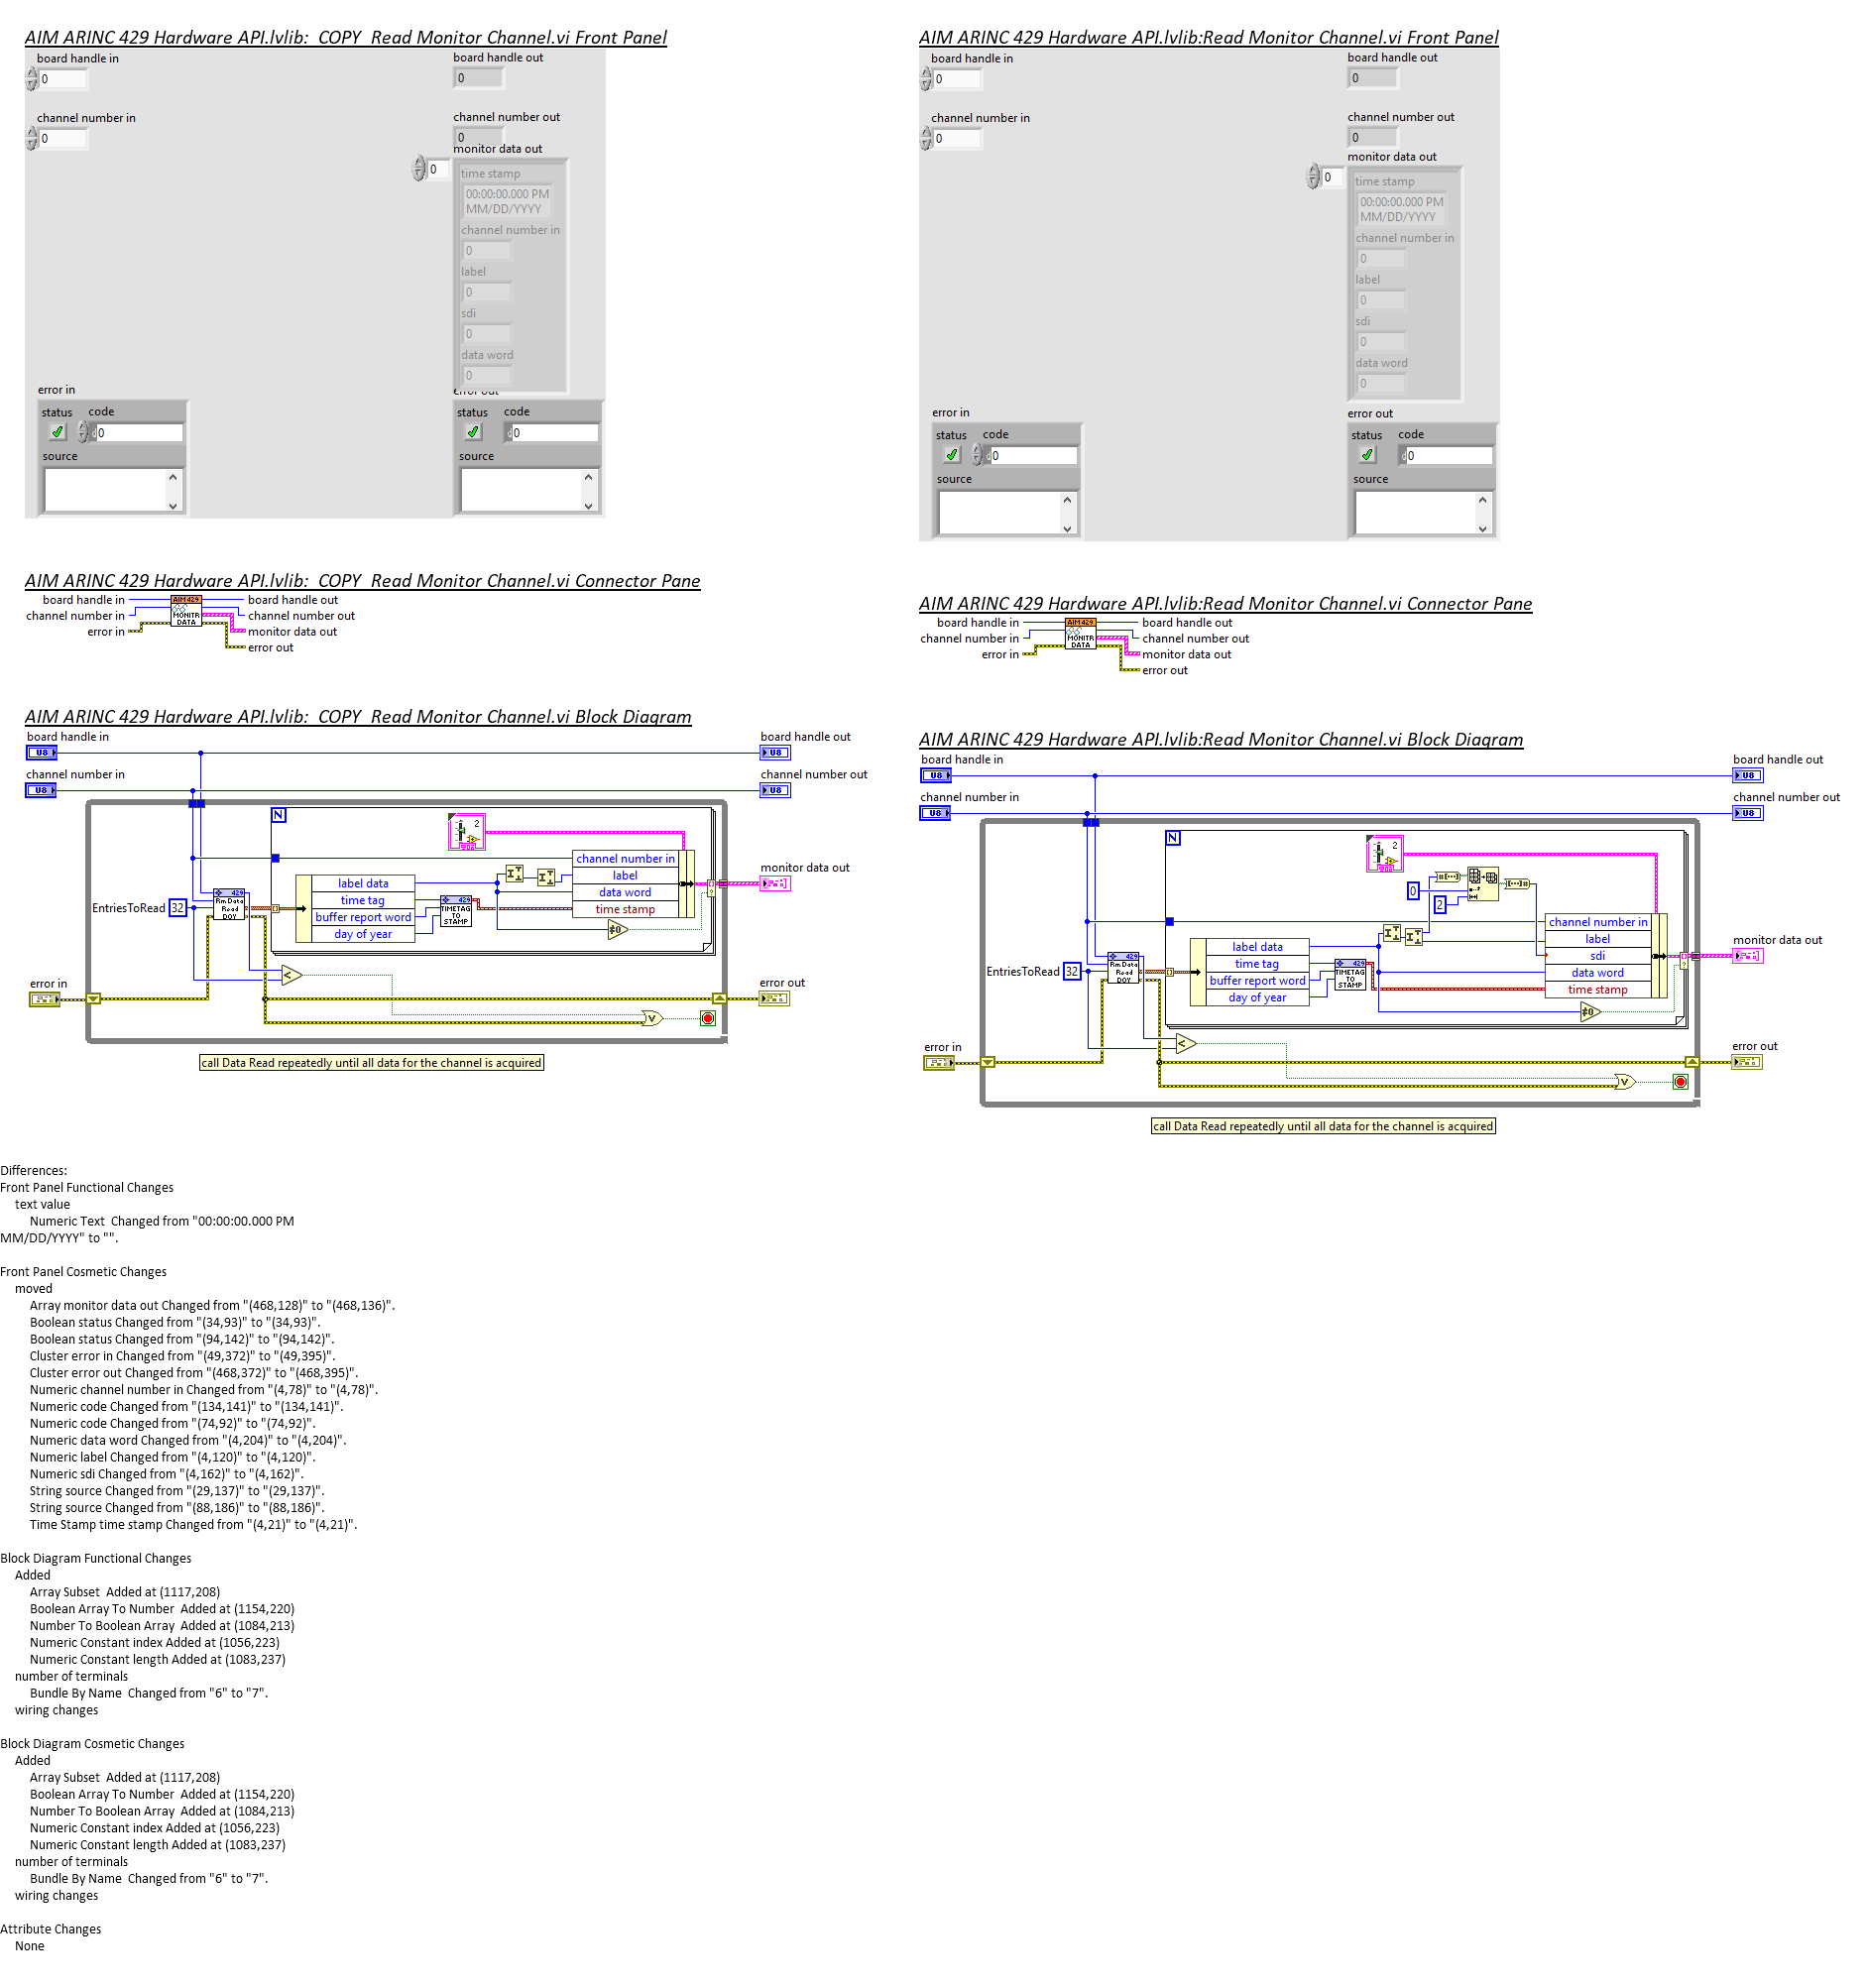 AIM ARINC 429 Hardware API.lvlib:  COPY  Read Monitor Channel.vi Front Panel
board handle in
board handle out
0
0
channel number in
channel number out
0
0
monitor data out
0
time stamp
00:00:00.000 PM
MM/DD/YYYY
channel number in
0
label
0
sdi
0
data word
0
error in
error out
status code
0
source
status code
0
source
AIM ARINC 429 Hardware API.lvlib:  COPY  Read Monitor Channel.vi Connector Pane
board handle in
channel number in
error in
AIM 429
MONITR
DATA
board handle out
channel number out
monitor data out
error out
AIM ARINC 429 Hardware API.lvlib:  COPY  Read Monitor Channel.vi Block Diagram
board handle in
U8
board handle out
U8
channel number in
U8
channel number out
U8
N
2
channel number in
label
data word
time stamp
monitor data out
label data
time tag
buffer report word
day of year
429
TIMETAG
TO
STAMP
EntriesToRead 32
429
Rm Data
Read
DOY
≠0
<
error in
error out
V
call Data Read repeatedly until all data for the channel is acquired
AIM ARINC 429 Hardware API.lvlib:Read Monitor Channel.vi Front Panel
board handle in
board handle out
0
0
channel number in
channel number out
0
0
monitor data out
0
time stamp
00:00:00.000 PM
MM/DD/YYYY
channel number in
0
label
0
sdi
0
data word
0
error in
error out
status code
0
source
status code
0
source
AIM ARINC 429 Hardware API.lvlib:Read Monitor Channel.vi Connector Pane
board handle in
channel number in
error in
AIM 429
MONITR
DATA
board handle out
channel number out
monitor data out
error out
AIM ARINC 429 Hardware API.lvlib:Read Monitor Channel.vi Block Diagram
board handle in
U8
board handle out
U8
channel number in
U8
channel number out
U8
N
2
0
2
channel number in
label
sdi
data word
time stamp
monitor data out
label data
time tag
buffer report word
day of year
429
TIMETAG
TO
STAMP
EntriesToRead 32
429
Rm Data
Read
DOY
≠0
<
error in
error out
V
call Data Read repeatedly until all data for the channel is acquired
Differences:
Front Panel Functional Changes
text value
Numeric Text  Changed from "00:00:00.000 PM
MM/DD/YYYY" to "".
Front Panel Cosmetic Changes
moved
Array monitor data out Changed from "(468,128)" to "(468,136)".
Boolean status Changed from "(34,93)" to "(34,93)".
Boolean status Changed from "(94,142)" to "(94,142)".
Cluster error in Changed from "(49,372)" to "(49,395)".
Cluster error out Changed from "(468,372)" to "(468,395)".
Numeric channel number in Changed from "(4,78)" to "(4,78)".
Numeric code Changed from "(134,141)" to "(134,141)".
Numeric code Changed from "(74,92)" to "(74,92)".
Numeric data word Changed from "(4,204)" to "(4,204)".
Numeric label Changed from "(4,120)" to "(4,120)".
Numeric sdi Changed from "(4,162)" to "(4,162)".
String source Changed from "(29,137)" to "(29,137)".
String source Changed from "(88,186)" to "(88,186)".
Time Stamp time stamp Changed from "(4,21)" to "(4,21)".
Block Diagram Functional Changes
Added
Array Subset  Added at (1117,208)
Boolean Array To Number  Added at (1154,220)
Number To Boolean Array  Added at (1084,213)
Numeric Constant index Added at (1056,223)
Numeric Constant length Added at (1083,237)
number of terminals
Bundle By Name  Changed from "6" to "7".
wiring changes
Block Diagram Cosmetic Changes
Added
Array Subset  Added at (1117,208)
Boolean Array To Number  Added at (1154,220)
Number To Boolean Array  Added at (1084,213)
Numeric Constant index Added at (1056,223)
Numeric Constant length Added at (1083,237)
number of terminals
Bundle By Name  Changed from "6" to "7".
wiring changes
Attribute Changes
None